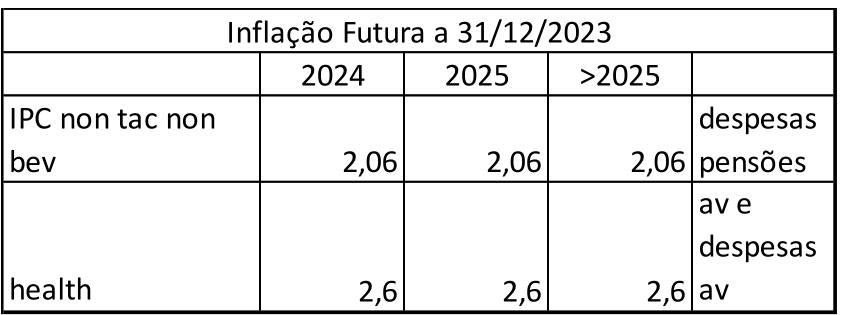 Inflação Futura a 31/12/2023
2024 2025 >2025
IPC non tac non
bev 2,06 2,06 2,06 despesas
pensões
health 2,6 2,6 2,6 av e
despesas
av